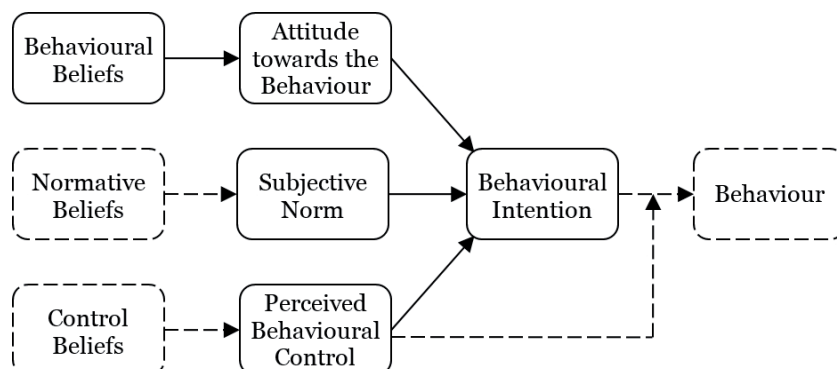 Behavioural
Beliefs
Attitude
towards the
Behaviour
Normative
Beliefs
Subjective
Norm
Behavioural
Intention
Behaviour
Control
Beliefs
Perceived
Behavioural
Control